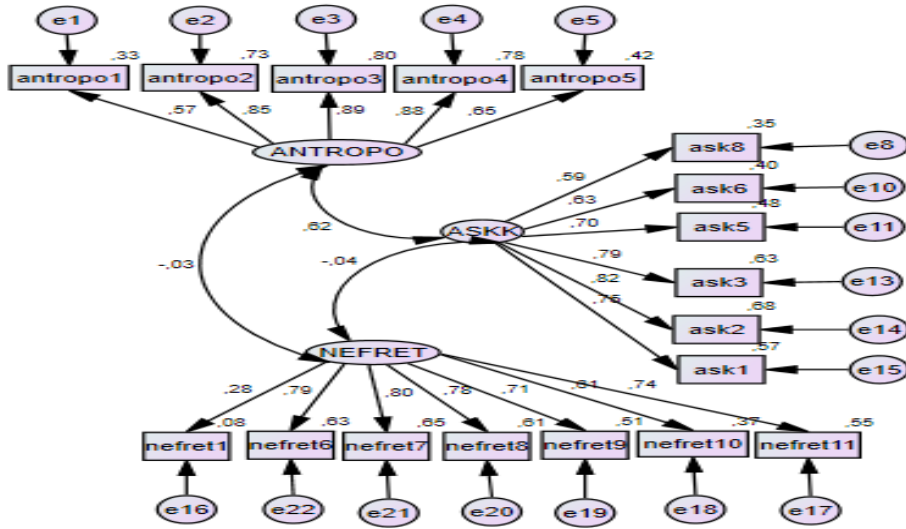 e1 e2 e3 e4 e5
,33 ,73 ,80 ,78 ,42
antropo1 antropo2 antropo3 antropo4 antropo5
,57 ,85 ,89 ,88 ,65
ANTROPO
,35
ask8 e8
,40
,59
ask6 e10
,63
,48
,62 ASKK ,70 ask5 e11
-,03 -,04 ,79 ,63
ask3 e13
,82
,75 ,68
ask2 e14
,57
NEFRET ask1 e15
,28 ,79 ,80 ,78 ,71 ,61 ,74
,08 ,63 ,65 ,61 ,51 ,37 ,55
nefret1 nefret6 nefret7 nefret8 nefret9 nefret10 nefret11
e16 e22 e21 e20 e19 e18 e17